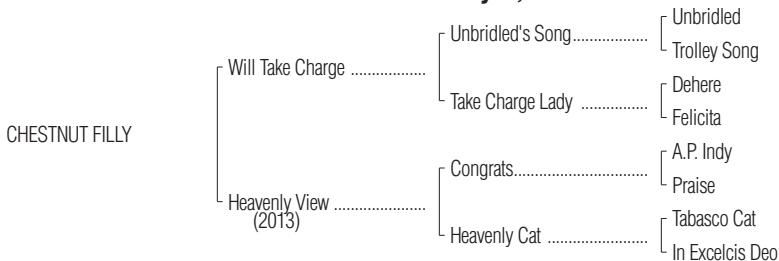 Unbridled
Unbridled's Song
Trolley Song
Will Take Charge
Dehere
Take Charge Lady
Felicita
CHESTNUT FILLY
A.P. Indy
Congrats
Praise
Heavenly View
(2013)
Tabasco Cat
Heavenly Cat
In Excelcis Deo